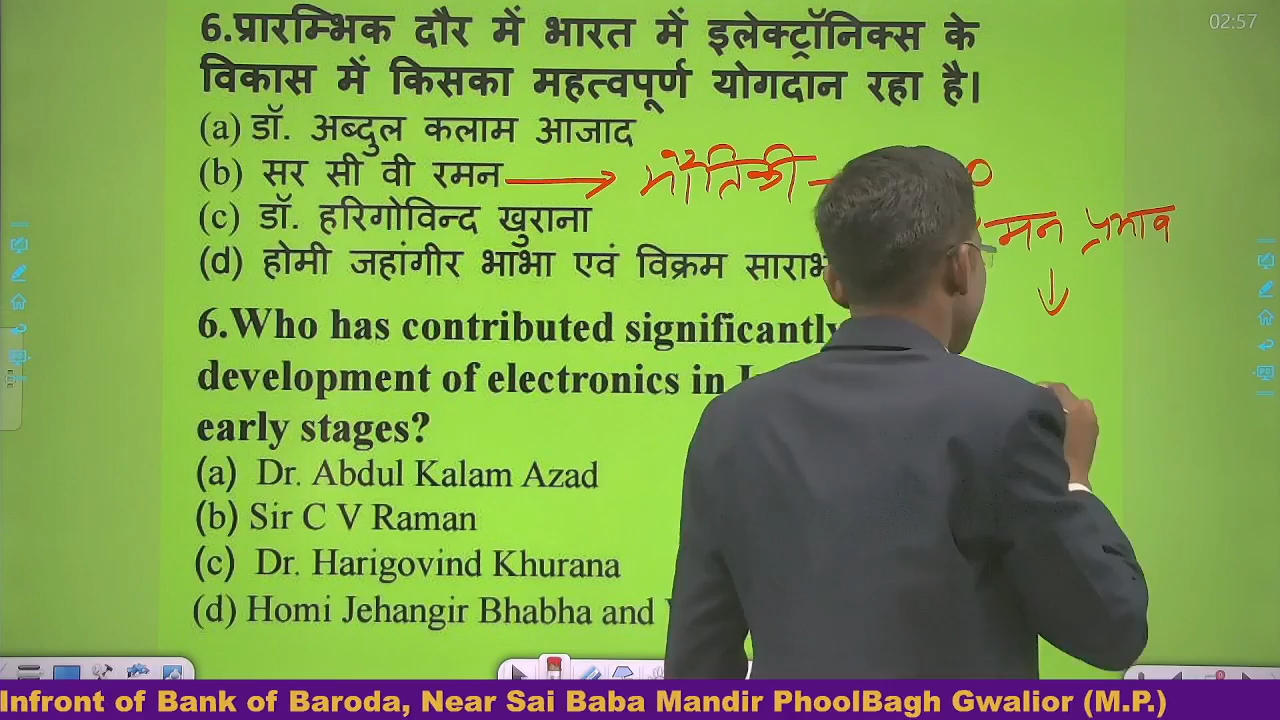 02:57
6.प्रारम्भिक दौर में भारत में इलेक्ट्रॉनिक्स के
विकास में किसका महत्वपूर्ण योगदान रहा है।
(a) डॉ. अब्दुल कलाम आजाद
(b) सर सी वी रमन → भौतिकी
(c) डॉ. हरिगोविन्द खुराना
मन प्रभाव
(d) होमी जहांगीर भाभा एवं विक्रम साराभ
6.Who has contributed significantly
development of electronics in
early stages?
(a) Dr. Abdul Kalam Azad
(b) Sir C V Raman
(c) Dr. Harigovind Khurana
(d) Homi Jehangir Bhabha and
Infront of Bank of Baroda, Near Sai Baba Mandir PhoolBagh Gwalior (M.P.)